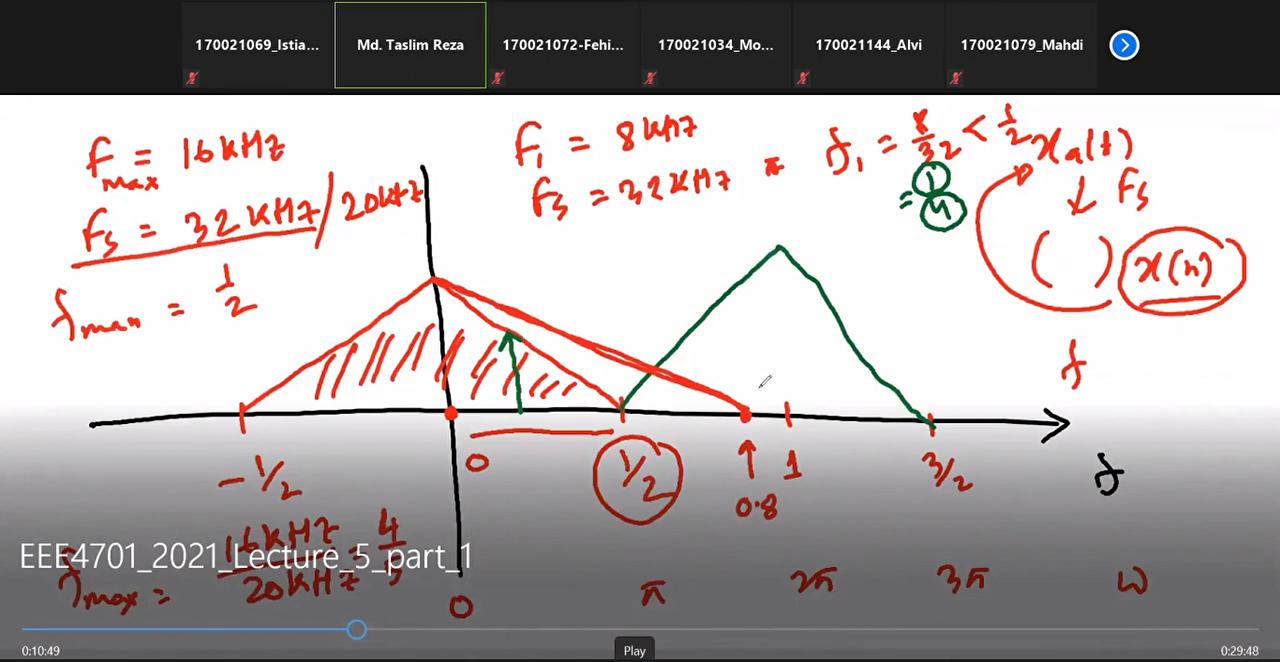 170021069_Istia...
Md. Taslim Reza
170021072-Fehi...
170021034_Mo...
170021144_Alvi
170021079_Mahdi
f max = 16 kHz
Fs = 32 kHz / 20 kHz
fmax = 1/2
F1 = 8 kHz
Fs = 32 kHz
f1 = 8/32 < 1/2
= 1/4
xa(t)
↓ Fs
( ) x(n)
f
0 1/2 1 3/2 f
-1/2
0.8
fmax = 16 kHz / 20 kHz = 4/5
EEE4701_2021_Lecture_5_part_1
0 π 2π 3π ω
0:10:49
Play
0:29:48